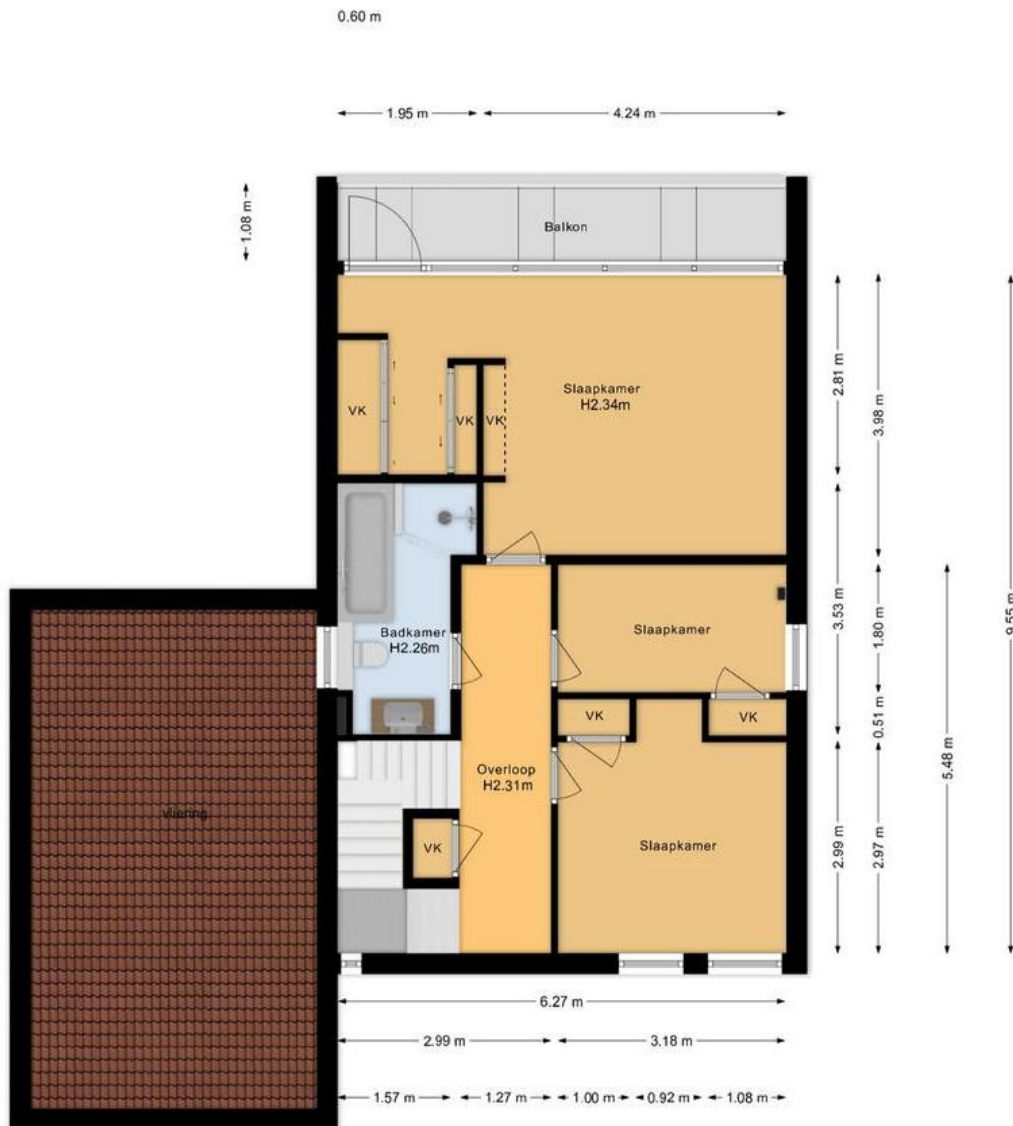 0.60 m
1.95 m
4.24 m
1.08 m
Balkon
Slaapkamer
H2.34m
VK
VK
VK
2.81 m
3.98 m
Badkamer
H2.26m
Slaapkamer
3.53 m
1.80 m
9.55 m
VK
VK
0.51 m
Overloop
H2.31m
5.48 m
vliering
VK
Slaapkamer
2.99 m
2.97 m
6.27 m
2.99 m
3.18 m
1.57 m
1.27 m
1.00 m
0.92 m
1.08 m